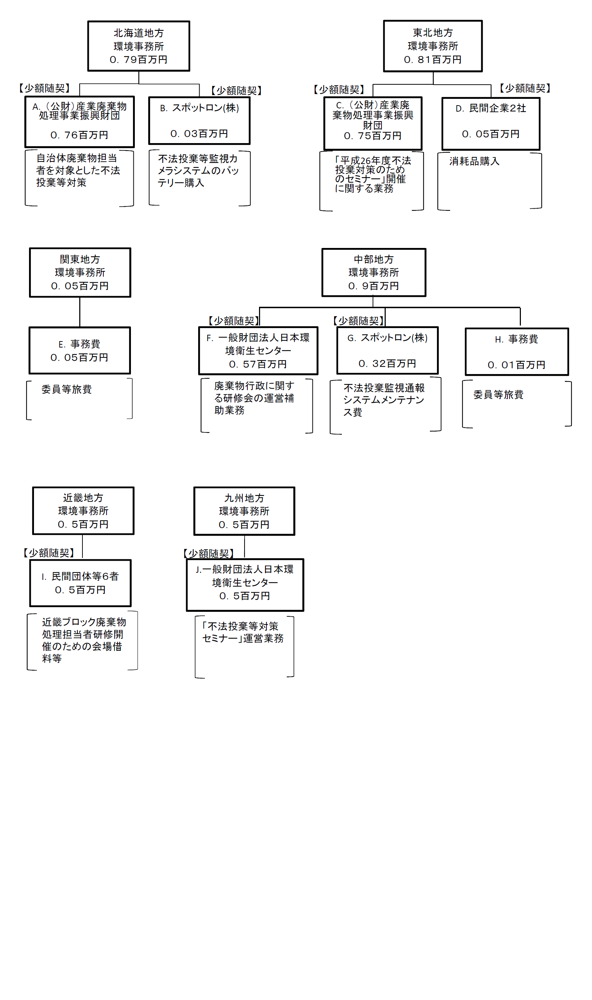 北海道地方
環境事務所
０．７９百万円
【少額随契】
【少額随契】
A．（公財）産業廃棄物
処理事業振興財団
０．７６百万円
B．スポットロン(株)
０．０３百万円
自治体廃棄物担当
者を対象とした不法
投棄等対策
不法投棄等監視カ
メラシステムのバッ
テリー購入
東北地方
環境事務所
０．８１百万円
【少額随契】
【少額随契】
C．（公財）産業廃
棄物処理事業振興
財団
０．７５百万円
D．民間企業２社
０．０５百万円
「平成26年度不法
投棄対策のため
のセミナー」開催
に関する業務
消耗品購入
関東地方
環境事務所
０．０５百万円
E．事務費
０．０５百万円
委員等旅費
中部地方
環境事務所
０．９百万円
【少額随契】
【少額随契】
F．一般財団法人日本環
境衛生センター
０．５７百万円
G．スポットロン(株)
０．３２百万円
H．事務費
０．０１百万円
廃棄物行政に関す
る研修会の運営補
助業務
不法投棄監視通報
システムメンテナン
ス費
委員等旅費
近畿地方
環境事務所
０．５百万円
【少額随契】
I．民間団体等６者
０．５百万円
近畿ブロック廃棄物
処理担当者研修開
催のための会場借
料等
九州地方
環境事務所
０．５百万円
【少額随契】
J.一般財団法人日本環
境衛生センター
０．５百万円
「不法投棄等対策
セミナー」運営業務